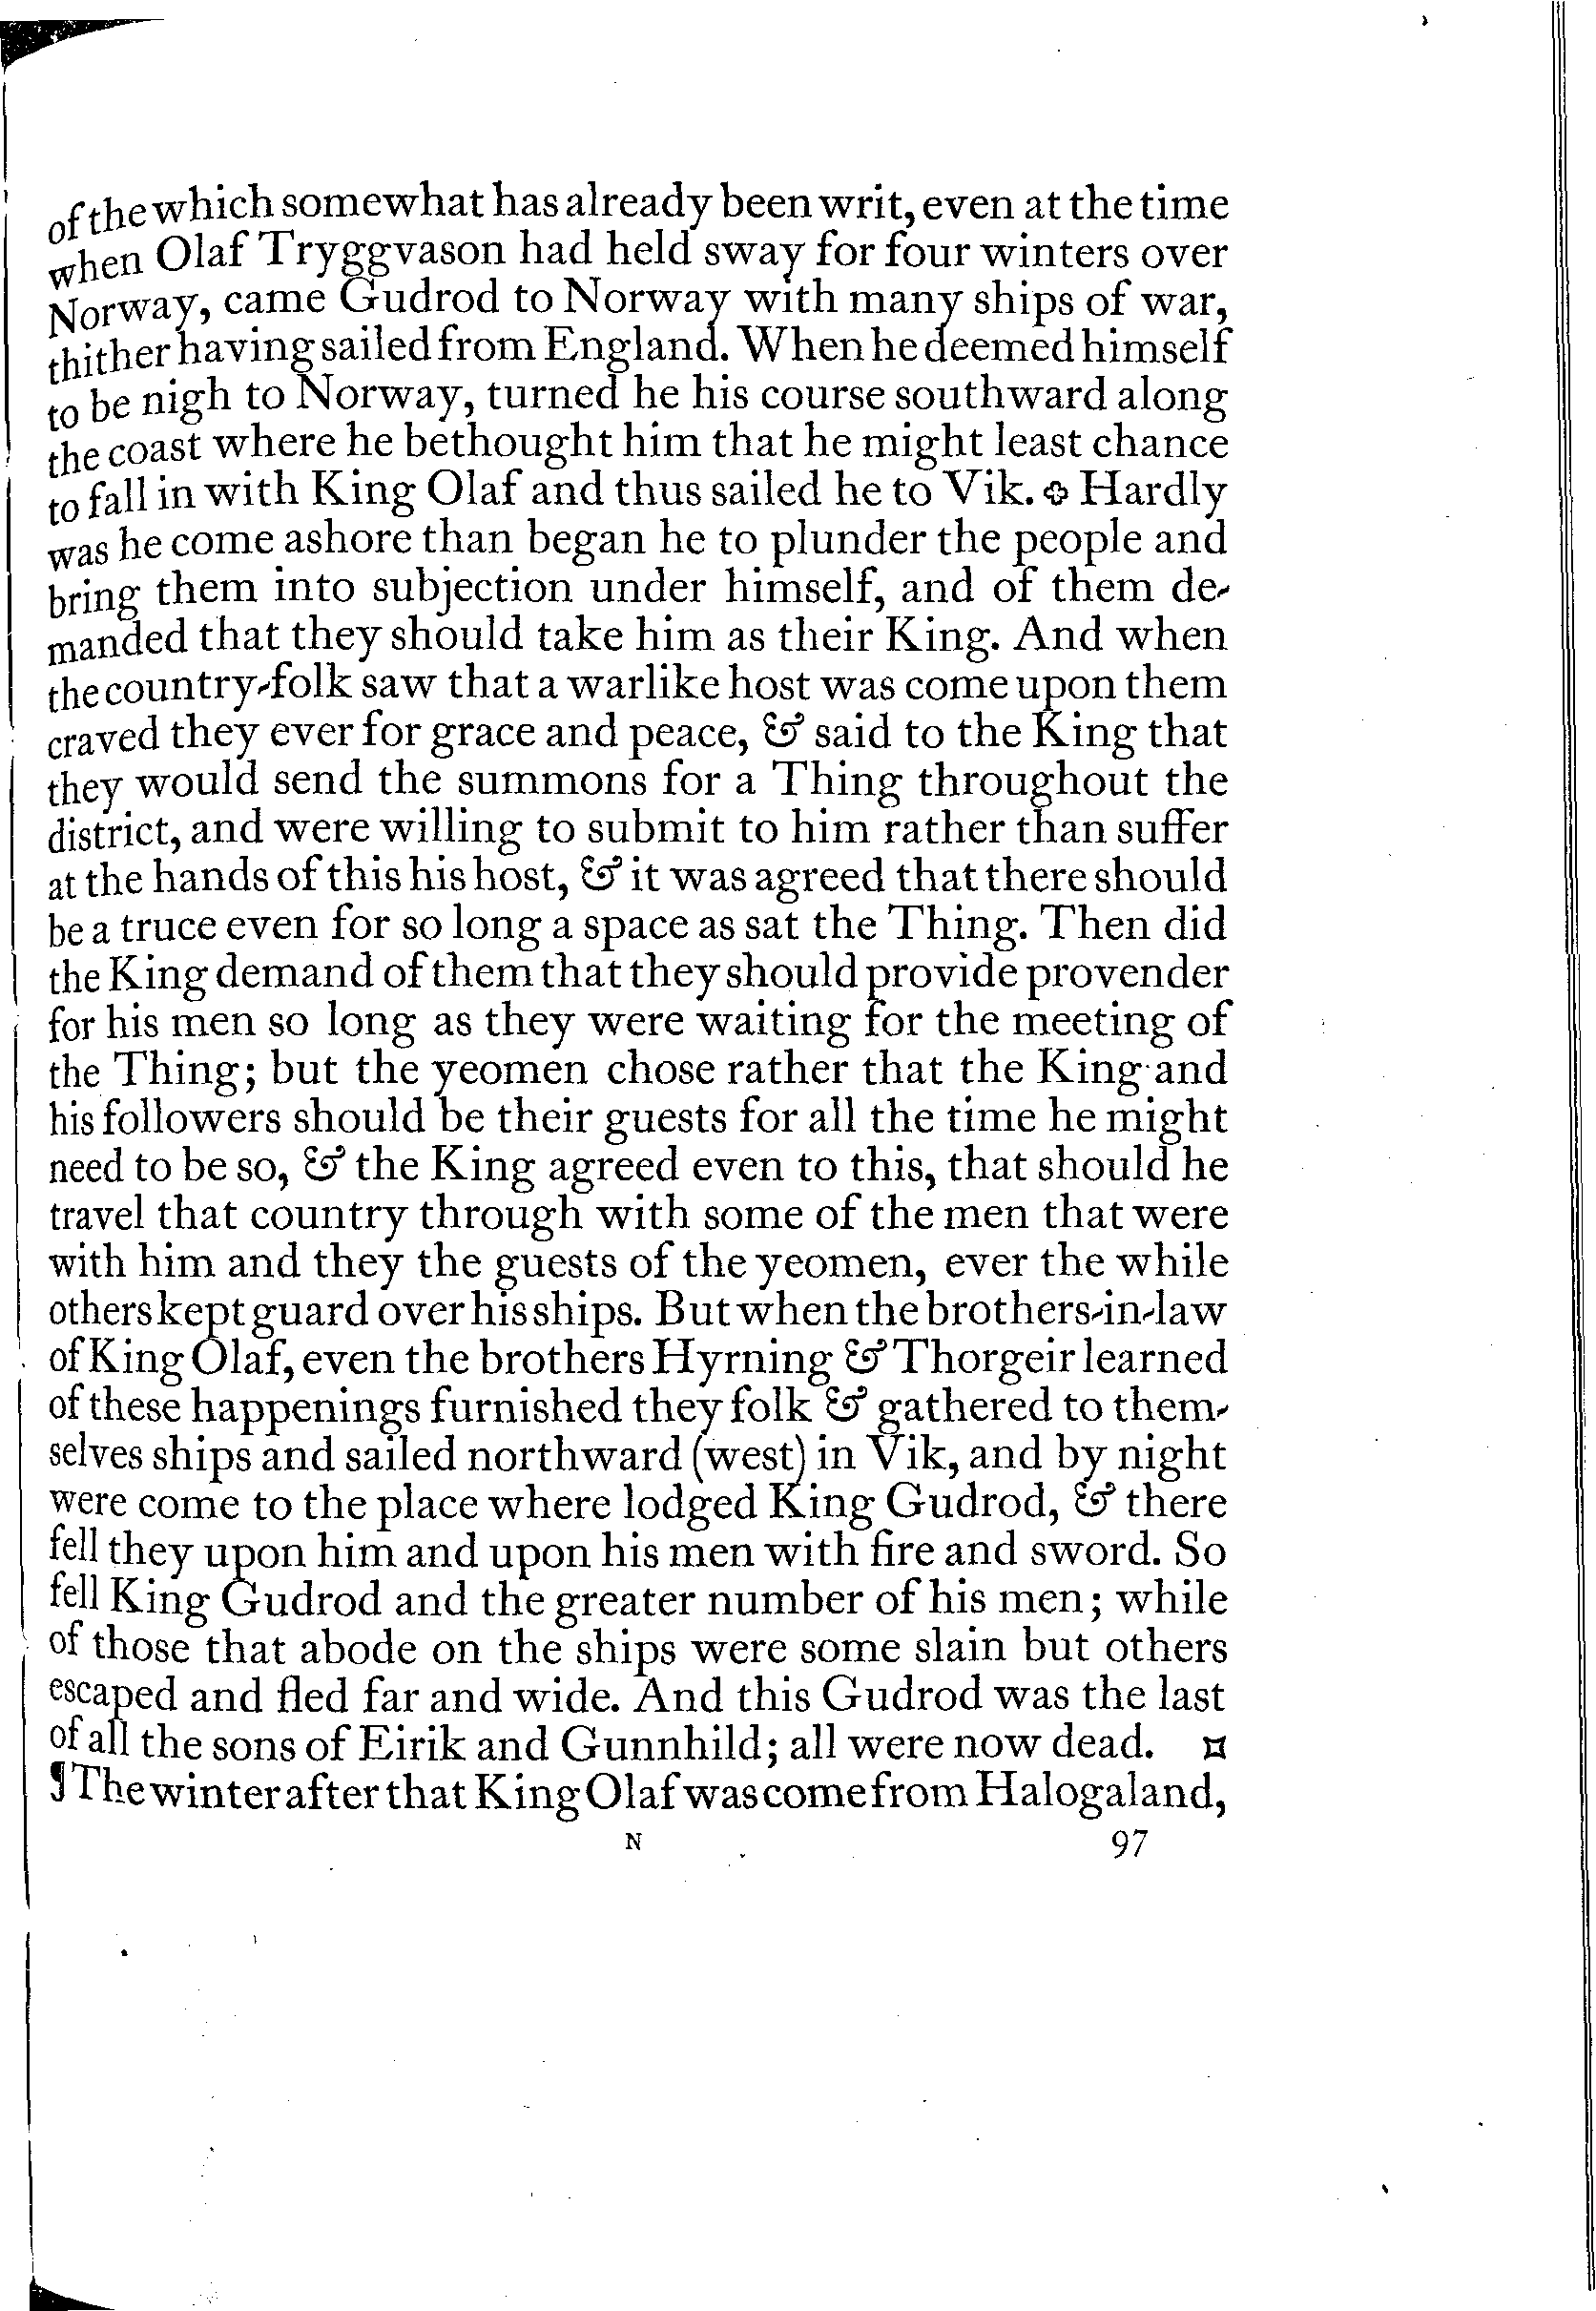 of the which somewhat has already been writ, even at the time
when Olaf Tryggvason had held sway for four winters over
Norway, came Gudrod to Norway with many ships of war,
thither having sailed from England. When he deemed himself
to be nigh to Norway, turned he his course southward along
the coast where he bethought him that he might least chance
to fall in with King Olaf and thus sailed he to Vik. ✥ Hardly
was he come ashore than began he to plunder the people and
bring them into subjection under himself, and of them de-
manded that they should take him as their King. And when
the country-folk saw that a warlike host was come upon them
craved they ever for grace and peace, & said to the King that
they would send the summons for a Thing throughout the
district, and were willing to submit to him rather than suffer
at the hands of this his host, & it was agreed that there should
be a truce even for so long a space as sat the Thing. Then did
the King demand of them that they should provide provender
for his men so long as they were waiting for the meeting of
the Thing; but the yeomen chose rather that the King and
his followers should be their guests for all the time he might
need to be so, & the King agreed even to this, that should he
travel that country through with some of the men that were
with him and they the guests of the yeomen, ever the while
others kept guard over his ships. But when the brothers-in-law
of King Olaf, even the brothers Hyrning & Thorgeir learned
of these happenings furnished they folk & gathered to them-
selves ships and sailed northward (west) in Vik, and by night
were come to the place where lodged King Gudrod, & there
fell they upon him and upon his men with fire and sword. So
fell King Gudrod and the greater number of his men; while
of those that abode on the ships were some slain but others
escaped and fled far and wide. And this Gudrod was the last
of all the sons of Eirik and Gunnhild; all were now dead. ¤
¶ The winter after that King Olaf was come from Halogaland,
N 97